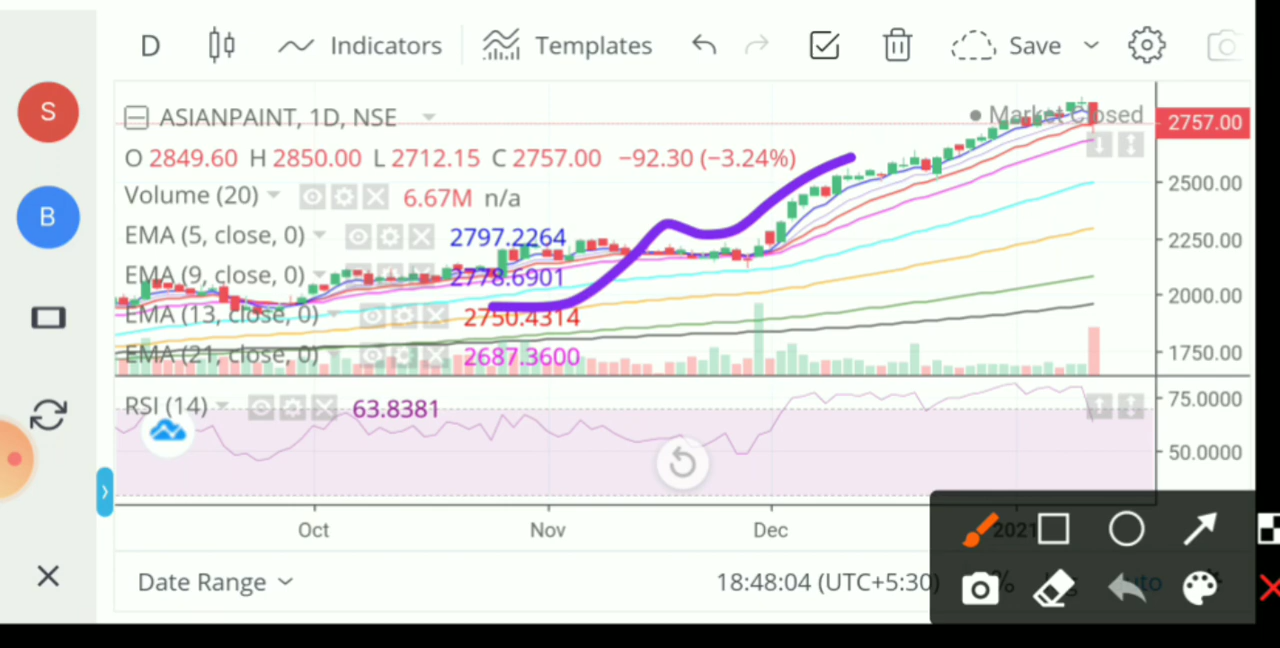 D Indicators Templates Save
S
ASIANPAINT, 1D, NSE
Market Closed
2757.00
O 2849.60 H 2850.00 L 2712.15 C 2757.00 −92.30 (−3.24%)
Volume (20) 6.67M n/a
2500.00
B
EMA (5, close, 0) 2797.2264
2250.00
EMA (9, close, 0) 2778.6901
2000.00
EMA (13, close, 0) 2750.4314
EMA (21, close, 0) 2687.3600
1750.00
RSI (14) 63.8381
75.0000
50.0000
Oct Nov Dec 2021
Date Range 18:48:04 (UTC+5:30) %